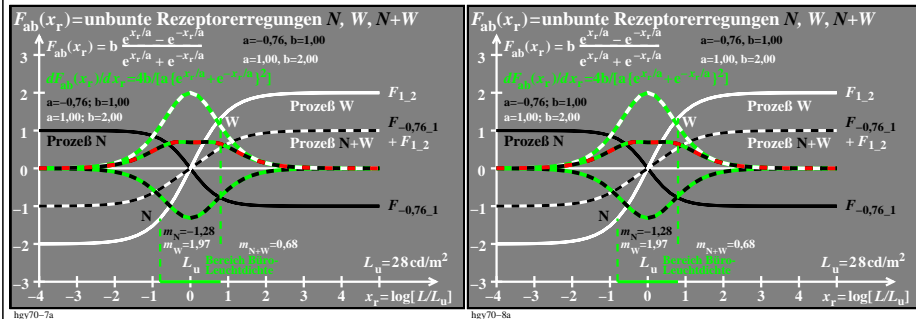 F_ab(x_r)=unbunte Rezeptorerregungen N, W, N+W
F_ab(x_r) = b (e^{x_r/a} − e^{−x_r/a}) / (e^{x_r/a} + e^{−x_r/a})
a=−0,76, b=1,00
a=1,00, b=2,00
dF_ab(x_r)/dx_r=4b/[a{e^{x_r/a}+e^{−x_r/a}}^2]
a=−0,76; b=1,00
a=1,00; b=2,00
Prozeß W
F_1_2
W
F_−0,76_1
+ F_1_2
Prozeß N
Prozeß N+W
F_−0,76_1
N
m_N=−1,28
m_W=1,97
m_N+W=0,68
L_u
Bereich Büro-
Leuchtdichte
L_u=28cd/m^2
3
2
1
0
−1
−2
−3
−4 −3 −2 −1 0 1 2 3 4
x_r=log[L/L_u]
hgy70-7a
F_ab(x_r)=unbunte Rezeptorerregungen N, W, N+W
F_ab(x_r) = b (e^{x_r/a} − e^{−x_r/a}) / (e^{x_r/a} + e^{−x_r/a})
a=−0,76, b=1,00
a=1,00, b=2,00
dF_ab(x_r)/dx_r=4b/[a{e^{x_r/a}+e^{−x_r/a}}^2]
a=−0,76; b=1,00
a=1,00; b=2,00
Prozeß W
F_1_2
W
F_−0,76_1
+ F_1_2
Prozeß N
Prozeß N+W
F_−0,76_1
N
m_N=−1,28
m_W=1,97
m_N+W=0,68
L_u
Bereich Büro-
Leuchtdichte
L_u=28cd/m^2
3
2
1
0
−1
−2
−3
−4 −3 −2 −1 0 1 2 3 4
x_r=log[L/L_u]
hgy70-8a